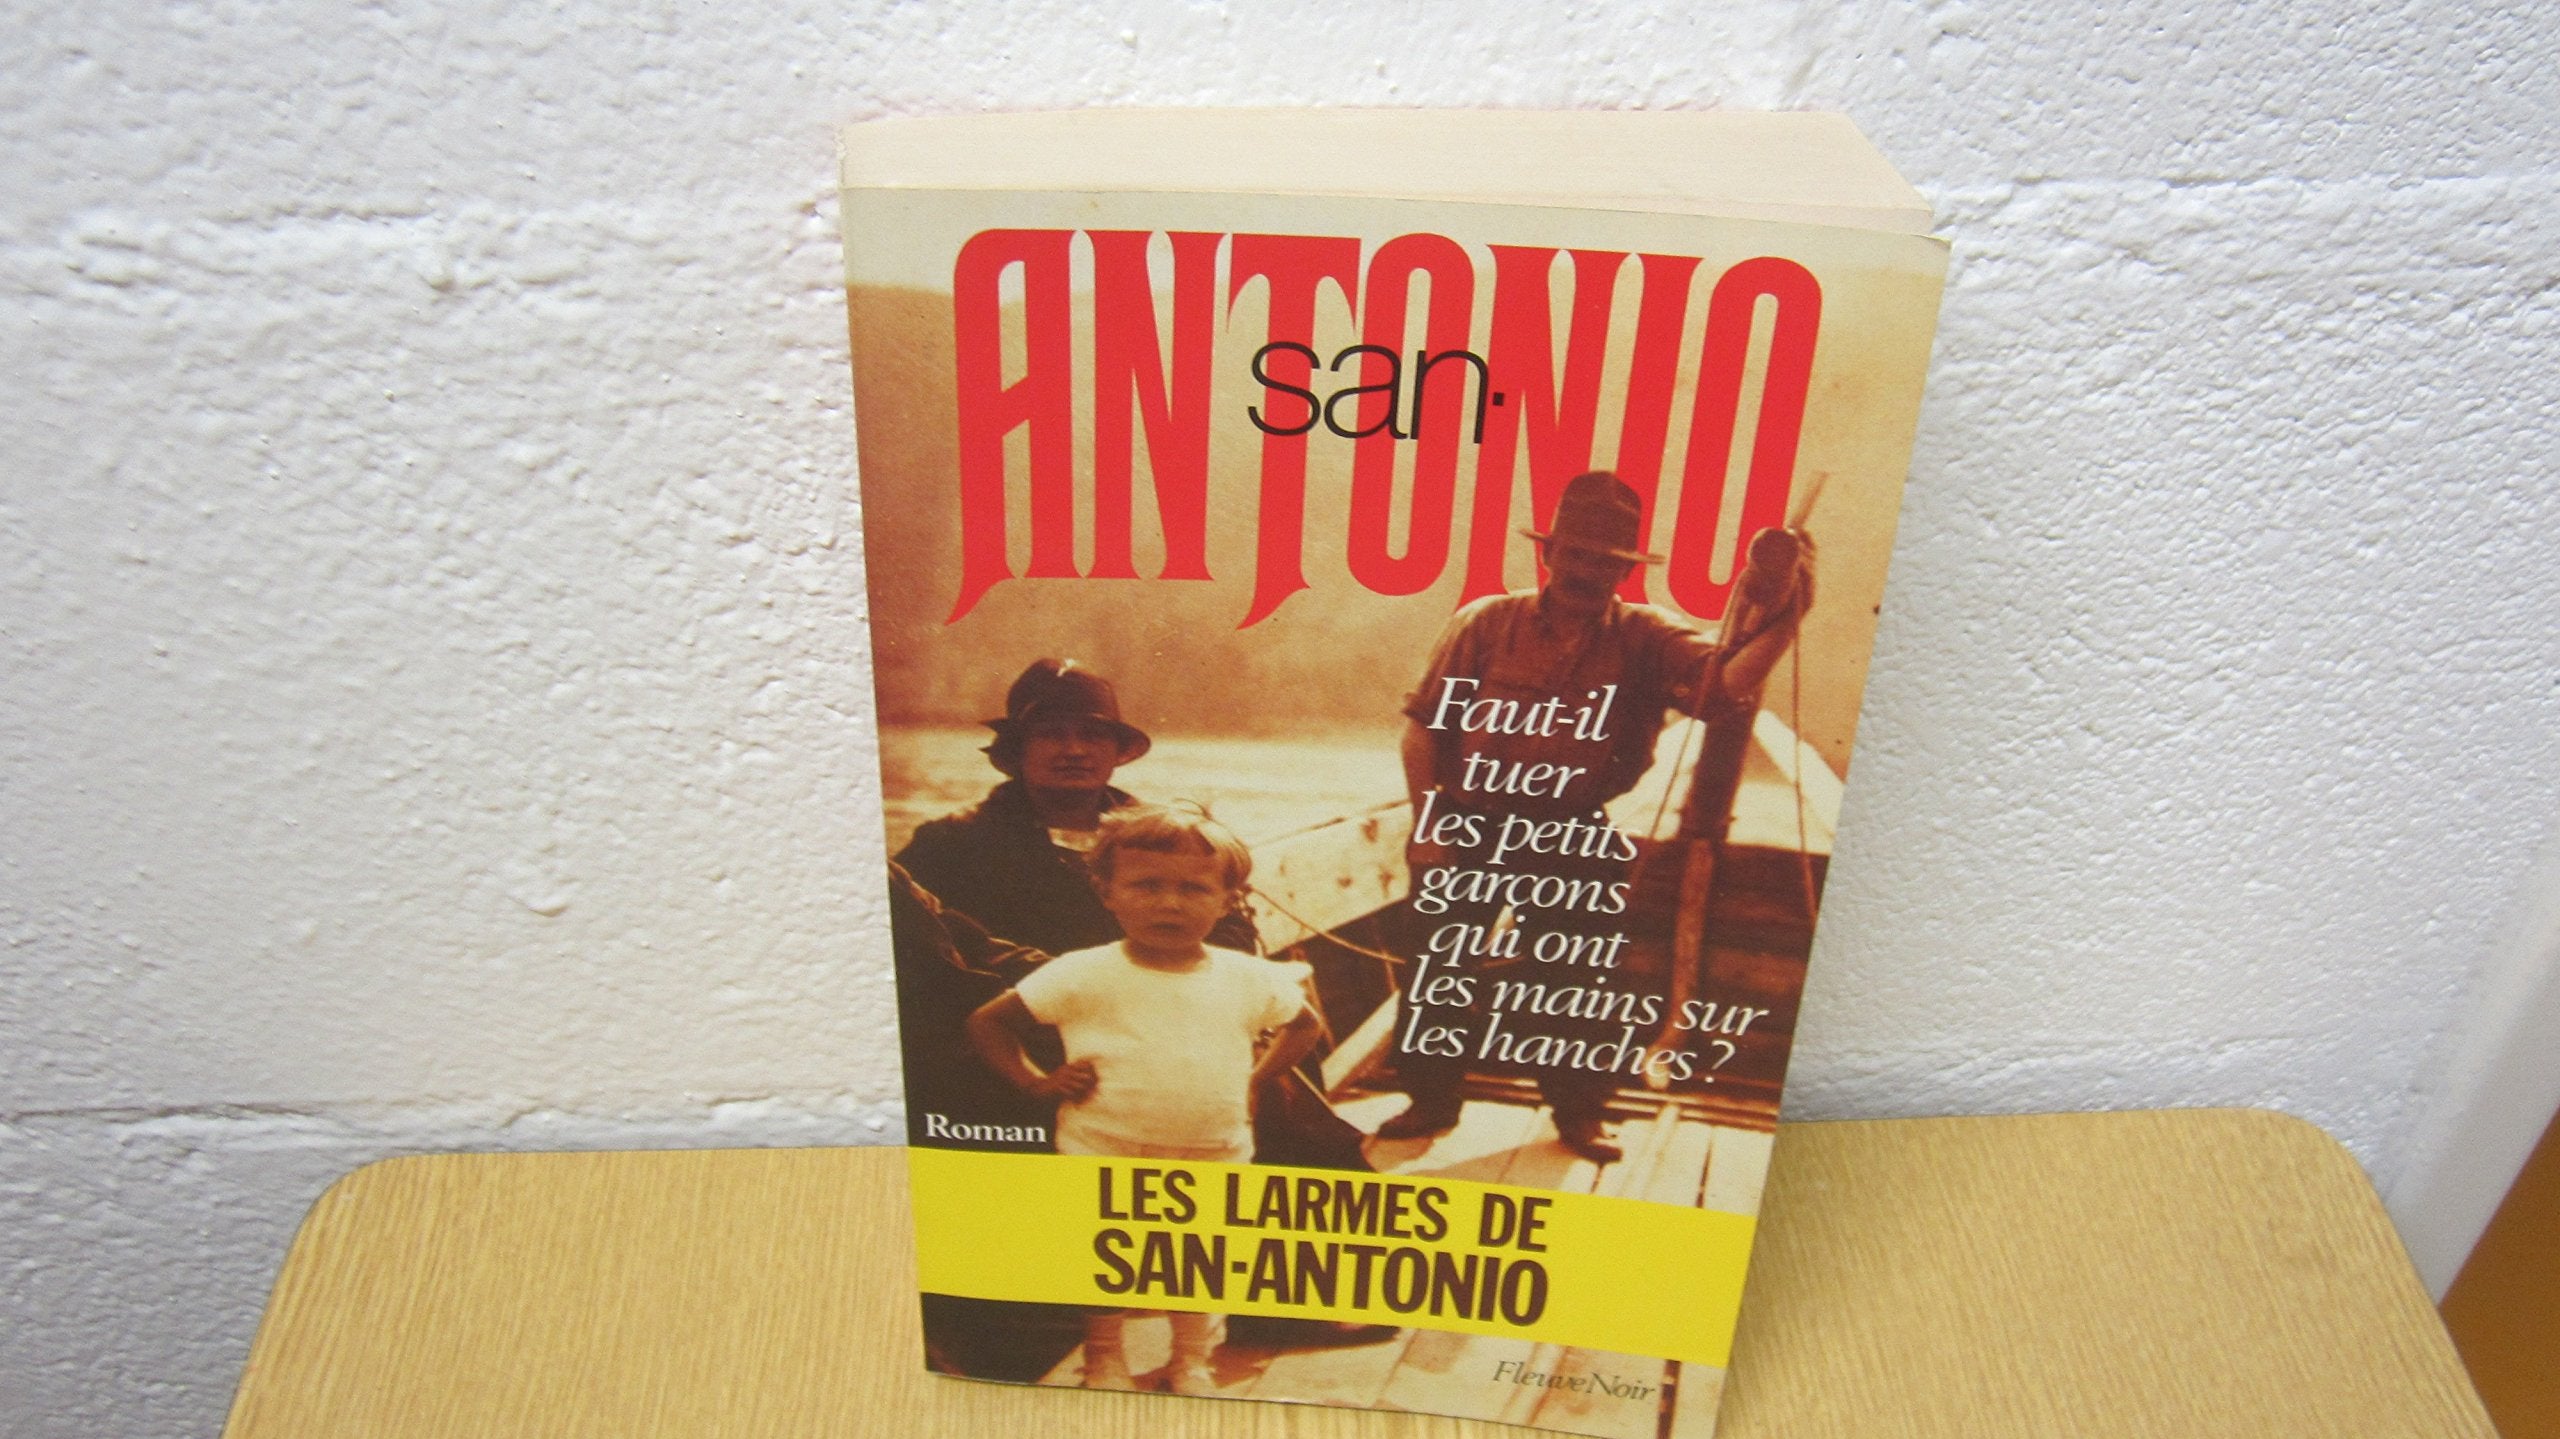 san-
ANTONIO
Faut-il
tuer
les petits
garçons
qui ont
les mains sur
les hanches ?
Roman
LES LARMES DE
SAN-ANTONIO
Fleuve Noir